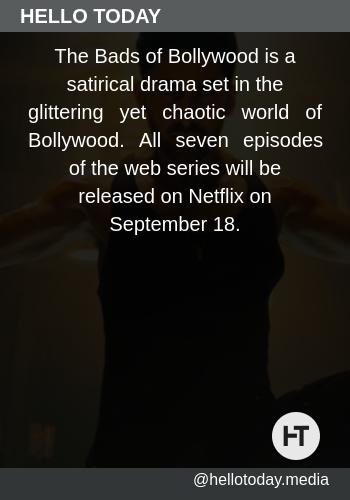 HELLO TODAY
The Bads of Bollywood is a
satirical drama set in the
glittering yet chaotic world of
Bollywood. All seven episodes
of the web series will be
released on Netflix on
September 18.
HT
@hellotoday.media